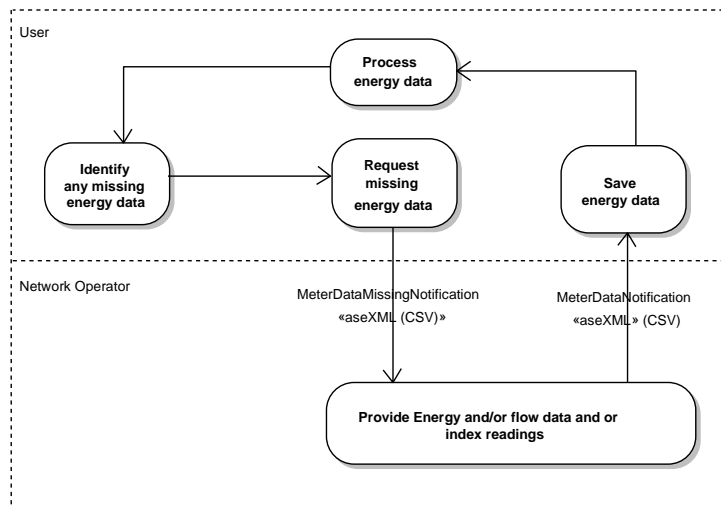 User
Process
energy data
Identify
any missing
energy data
Request
missing
energy data
Save
energy data
Network Operator
MeterDataMissingNotification
«aseXML (CSV)»
MeterDataNotification
«aseXML» (CSV)
Provide Energy and/or flow data and or
index readings